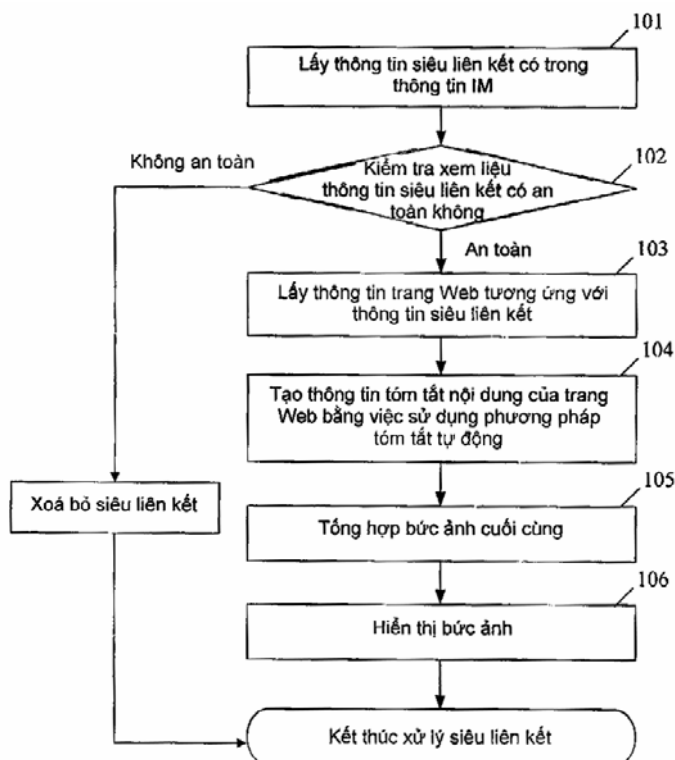 101
Lấy thông tin siêu liên kết có trong
thông tin IM
Không an toàn
102
Kiểm tra xem liệu
thông tin siêu liên kết có an
toàn không
An toàn
103
Lấy thông tin trang Web tương ứng với
thông tin siêu liên kết
104
Tạo thông tin tóm tắt nội dung của trang
Web bằng việc sử dụng phương pháp
tóm tắt tự động
Xoá bỏ siêu liên kết
105
Tổng hợp bức ảnh cuối cùng
106
Hiển thị bức ảnh
Kết thúc xử lý siêu liên kết